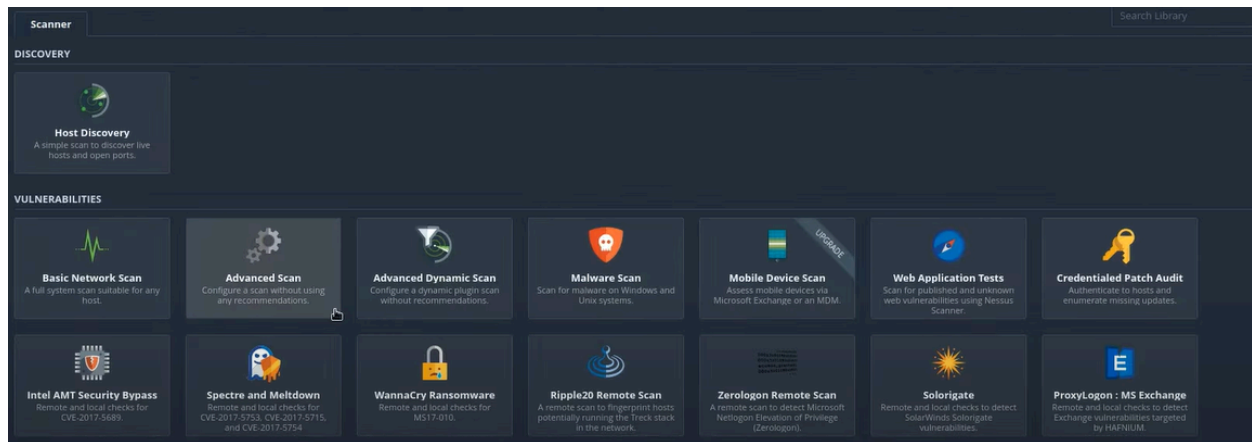 Scanner
Search Library
DISCOVERY
Host Discovery
A simple scan to discover live
hosts and open ports.
VULNERABILITIES
Basic Network Scan
A full system scan suitable for any
host.
Advanced Scan
Configure a scan without using
any recommendations.
Advanced Dynamic Scan
Configure a dynamic plugin scan
without recommendations.
Malware Scan
Scan for malware on Windows and
Unix systems.
UPGRADE
Mobile Device Scan
Assess mobile devices via
Microsoft Exchange or an MDM.
Web Application Tests
Scan for published and unknown
web vulnerabilities using Nessus
Scanner.
Credentialed Patch Audit
Authenticate to hosts and
enumerate missing updates.
Intel AMT Security Bypass
Remote and local checks for
CVE-2017-5689.
Spectre and Meltdown
Remote and local checks for
CVE-2017-5753, CVE-2017-5715,
and CVE-2017-5754
WannaCry Ransomware
Remote and local checks for
MS17-010.
Ripple20 Remote Scan
A remote scan to fingerprint hosts
potentially running the Treck stack
in the network.
Zerologon Remote Scan
A remote scan to detect Microsoft
Netlogon Elevation of Privilege
(Zerologon).
Solorigate
Remote and local checks to detect
SolarWinds Solorigate
vulnerabilities.
E
ProxyLogon : MS Exchange
Remote and local checks to detect
Exchange vulnerabilities targeted
by HAFNIUM.